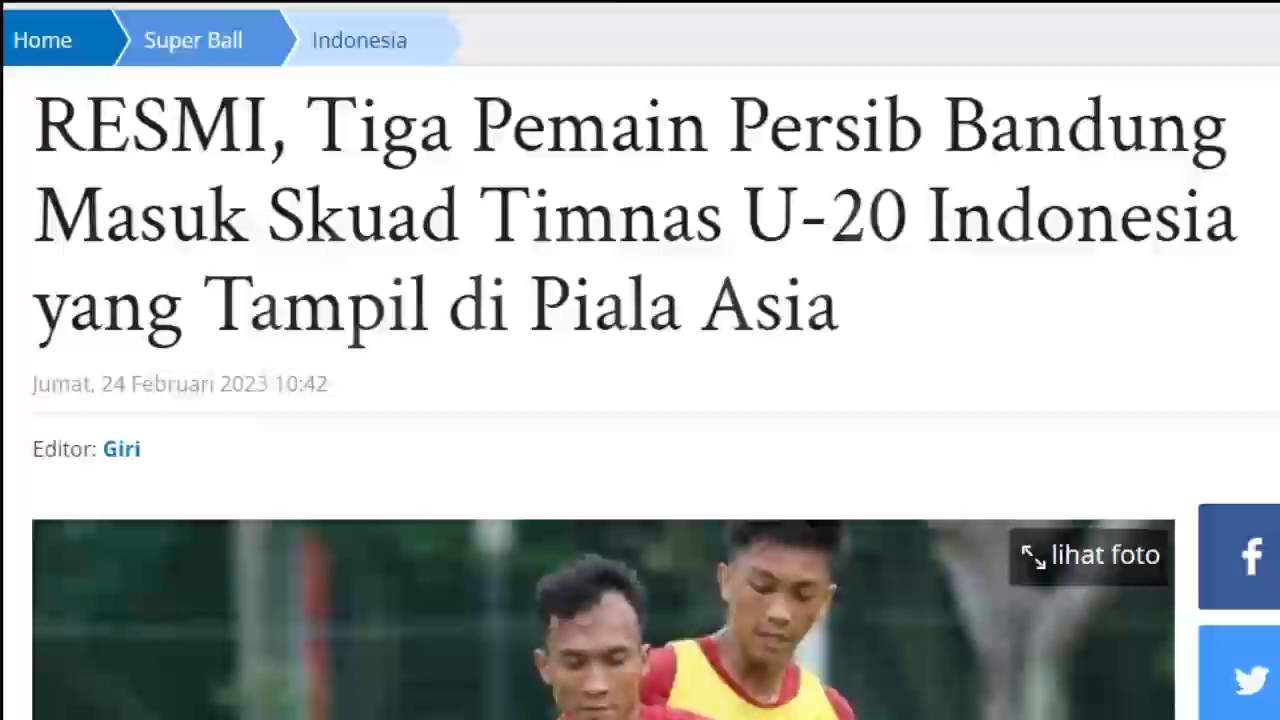 Home Super Ball Indonesia
RESMI, Tiga Pemain Persib Bandung
Masuk Skuad Timnas U-20 Indonesia
yang Tampil di Piala Asia
Jumat, 24 Februari 2023 10:42
Editor: Giri
lihat foto